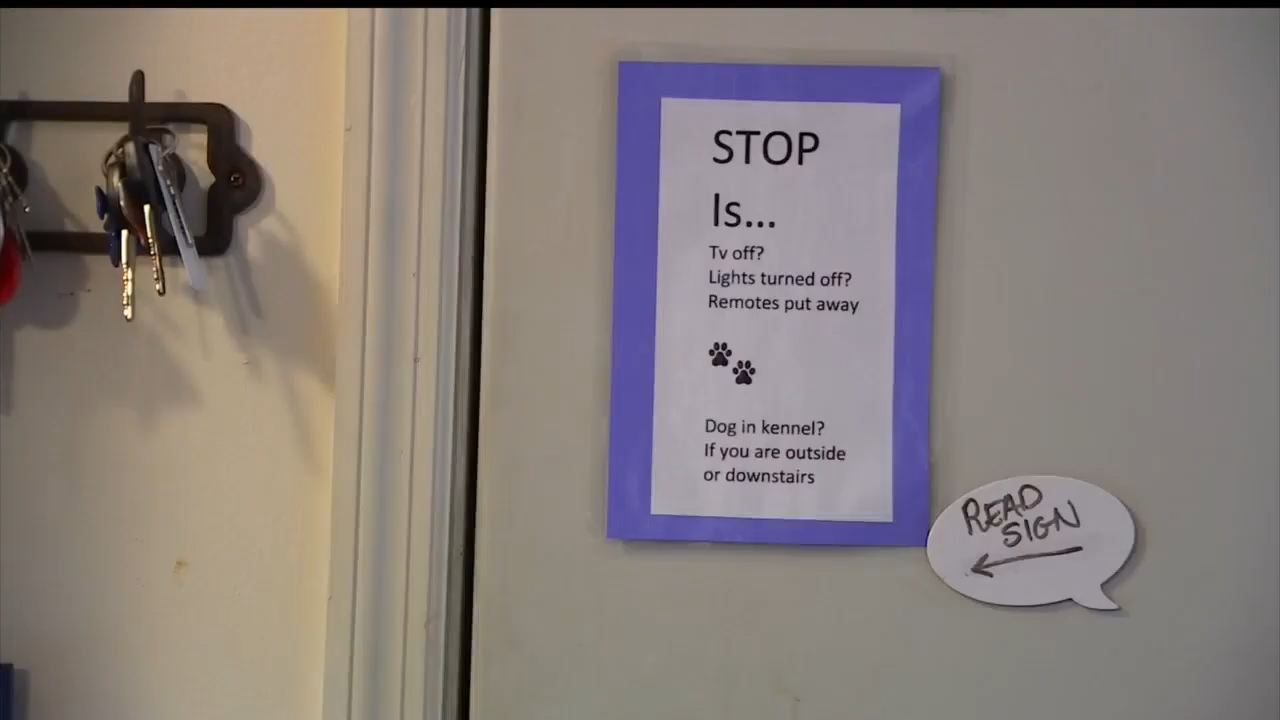 STOP
Is...
Tv off?
Lights turned off?
Remotes put away
Dog in kennel?
If you are outside
or downstairs
READ
SIGN